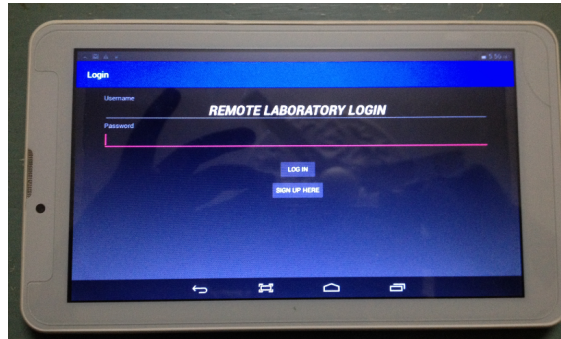 Login
Username
REMOTE LABORATORY LOGIN
Password
LOG IN
SIGN UP HERE